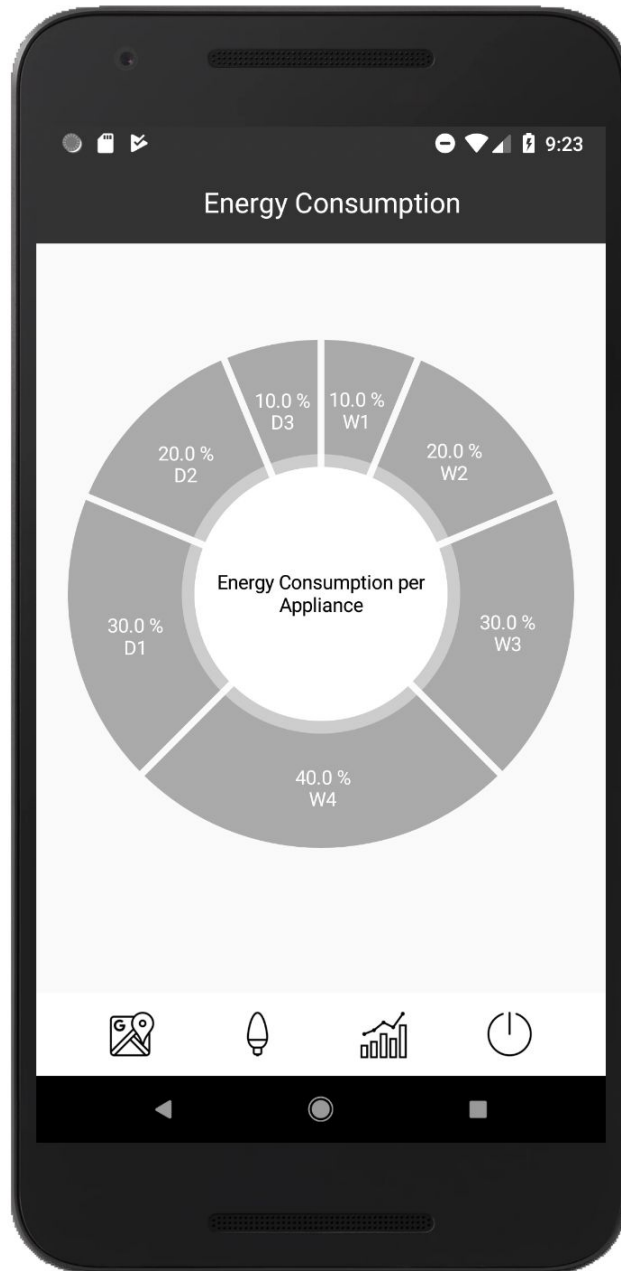 9:23
Energy Consumption
10.0 %
D3
10.0 %
W1
20.0 %
D2
20.0 %
W2
Energy Consumption per
Appliance
30.0 %
D1
30.0 %
W3
40.0 %
W4
G